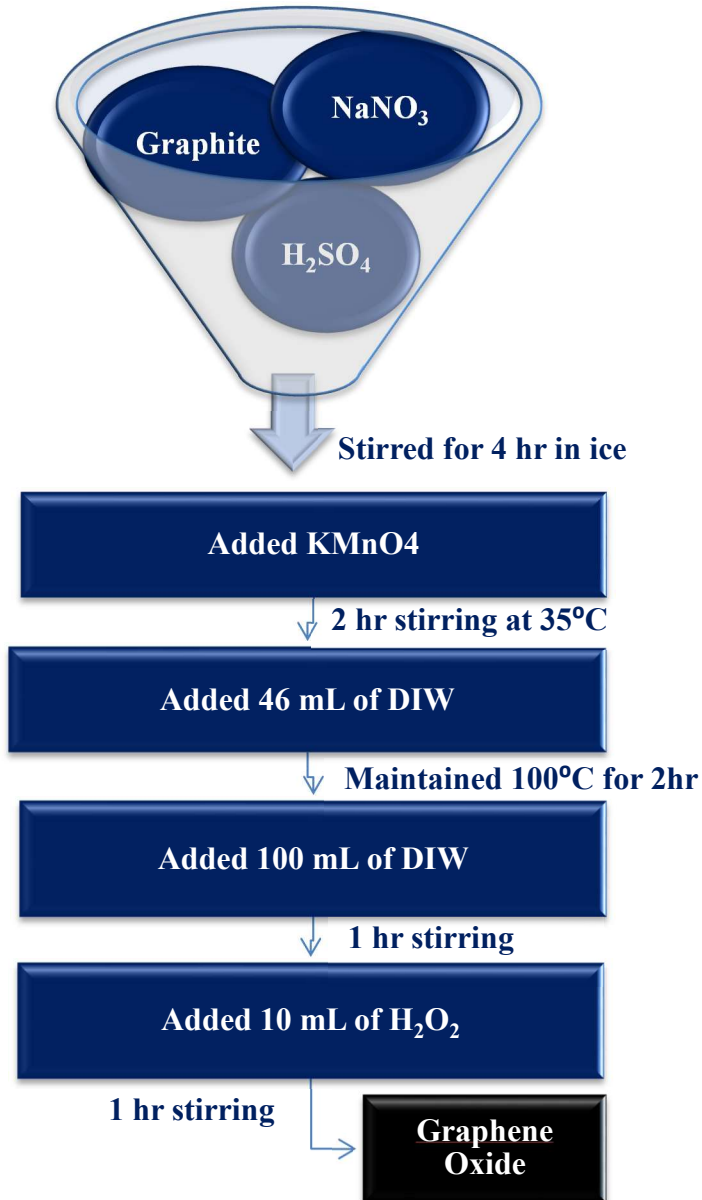 NaNO₃
Graphite
H₂SO₄
Stirred for 4 hr in ice
Added KMnO4
2 hr stirring at 35⁰C
Added 46 mL of DIW
Maintained 100⁰C for 2hr
Added 100 mL of DIW
1 hr stirring
Added 10 mL of H₂O₂
1 hr stirring
Graphene
Oxide